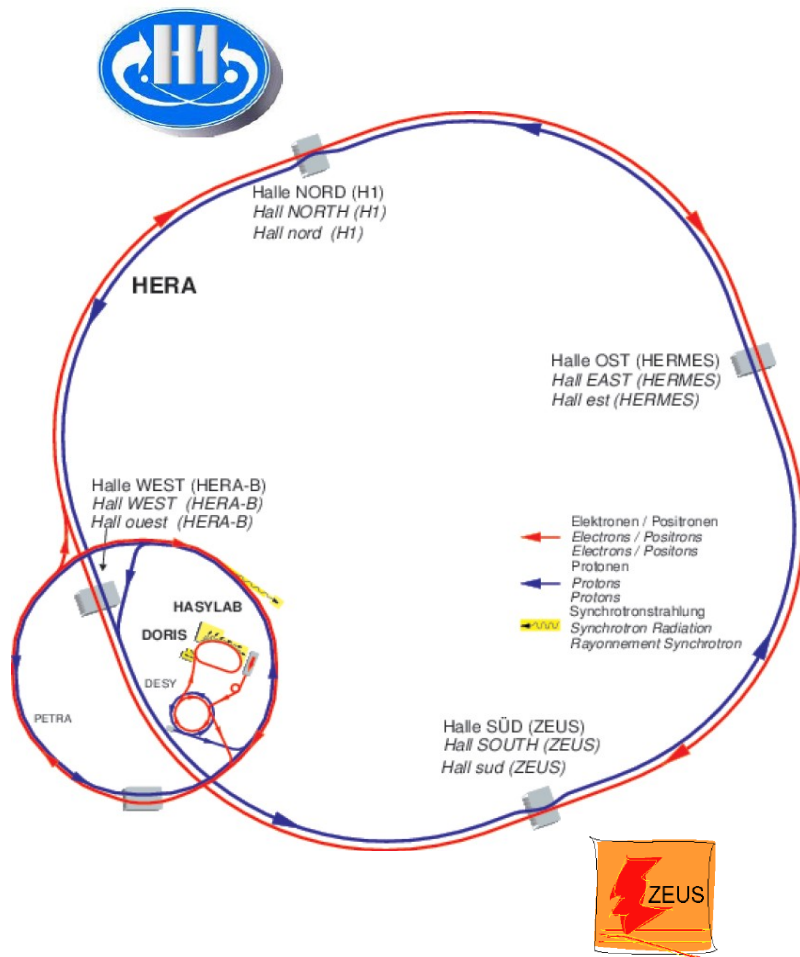 H1
Halle NORD (H1)
Hall NORTH (H1)
Hall nord (H1)
HERA
Halle OST (HERMES)
Hall EAST (HERMES)
Hall est (HERMES)
Halle WEST (HERA-B)
Hall WEST (HERA-B)
Hall ouest (HERA-B)
Elektronen / Positronen
Electrons / Positrons
Electrons / Positons
Protonen
Protons
Protons
Synchrotronstrahlung
Synchrotron Radiation
Rayonnement Synchrotron
HASYLAB
DORIS
DESY
PETRA
Halle SÜD (ZEUS)
Hall SOUTH (ZEUS)
Hall sud (ZEUS)
ZEUS